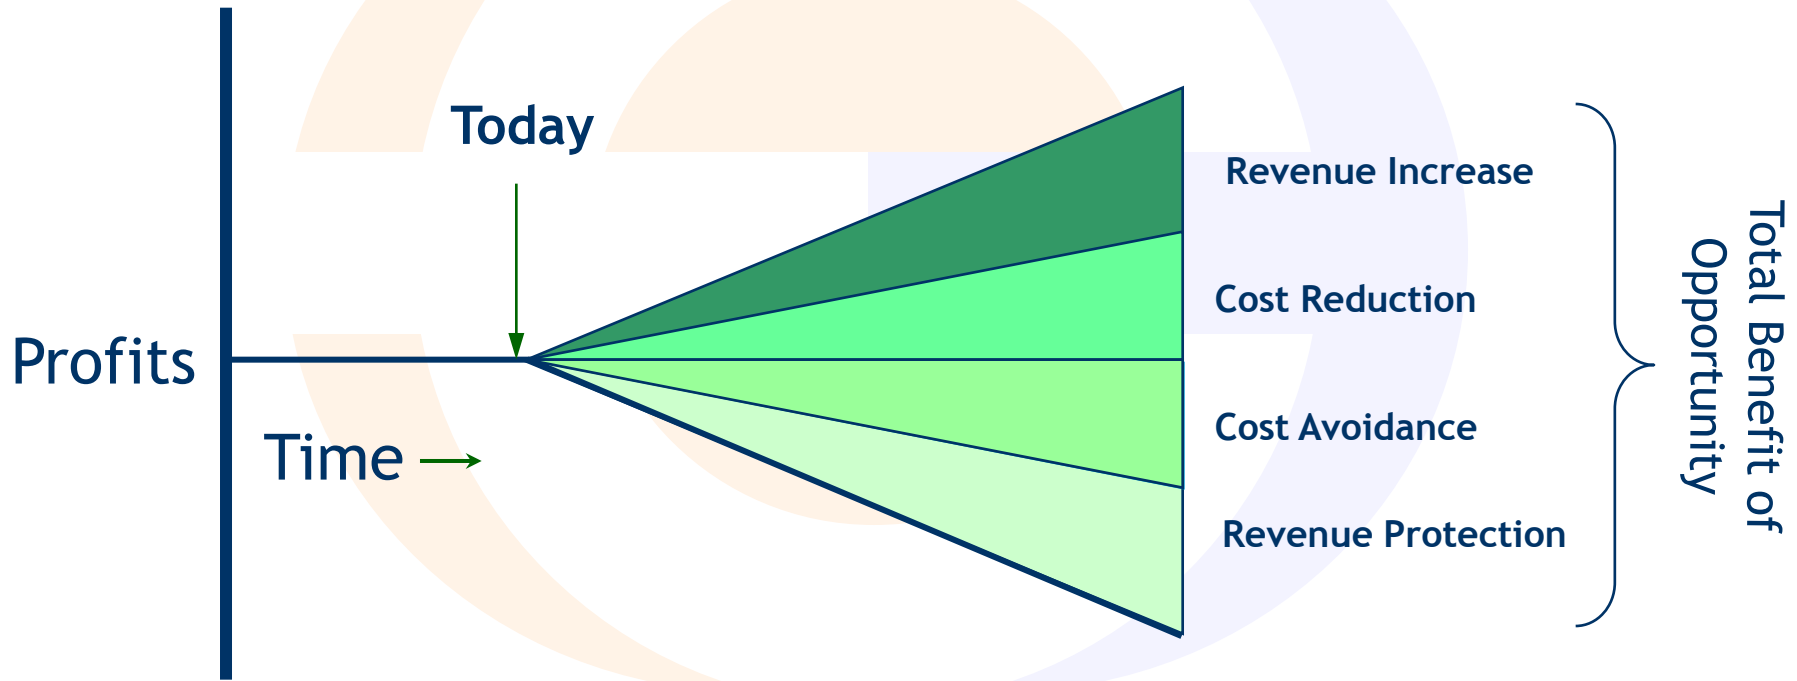 Today
Revenue Increase
Cost Reduction
Profits
Time
Cost Avoidance
Revenue Protection
Total Benefit of
Opportunity